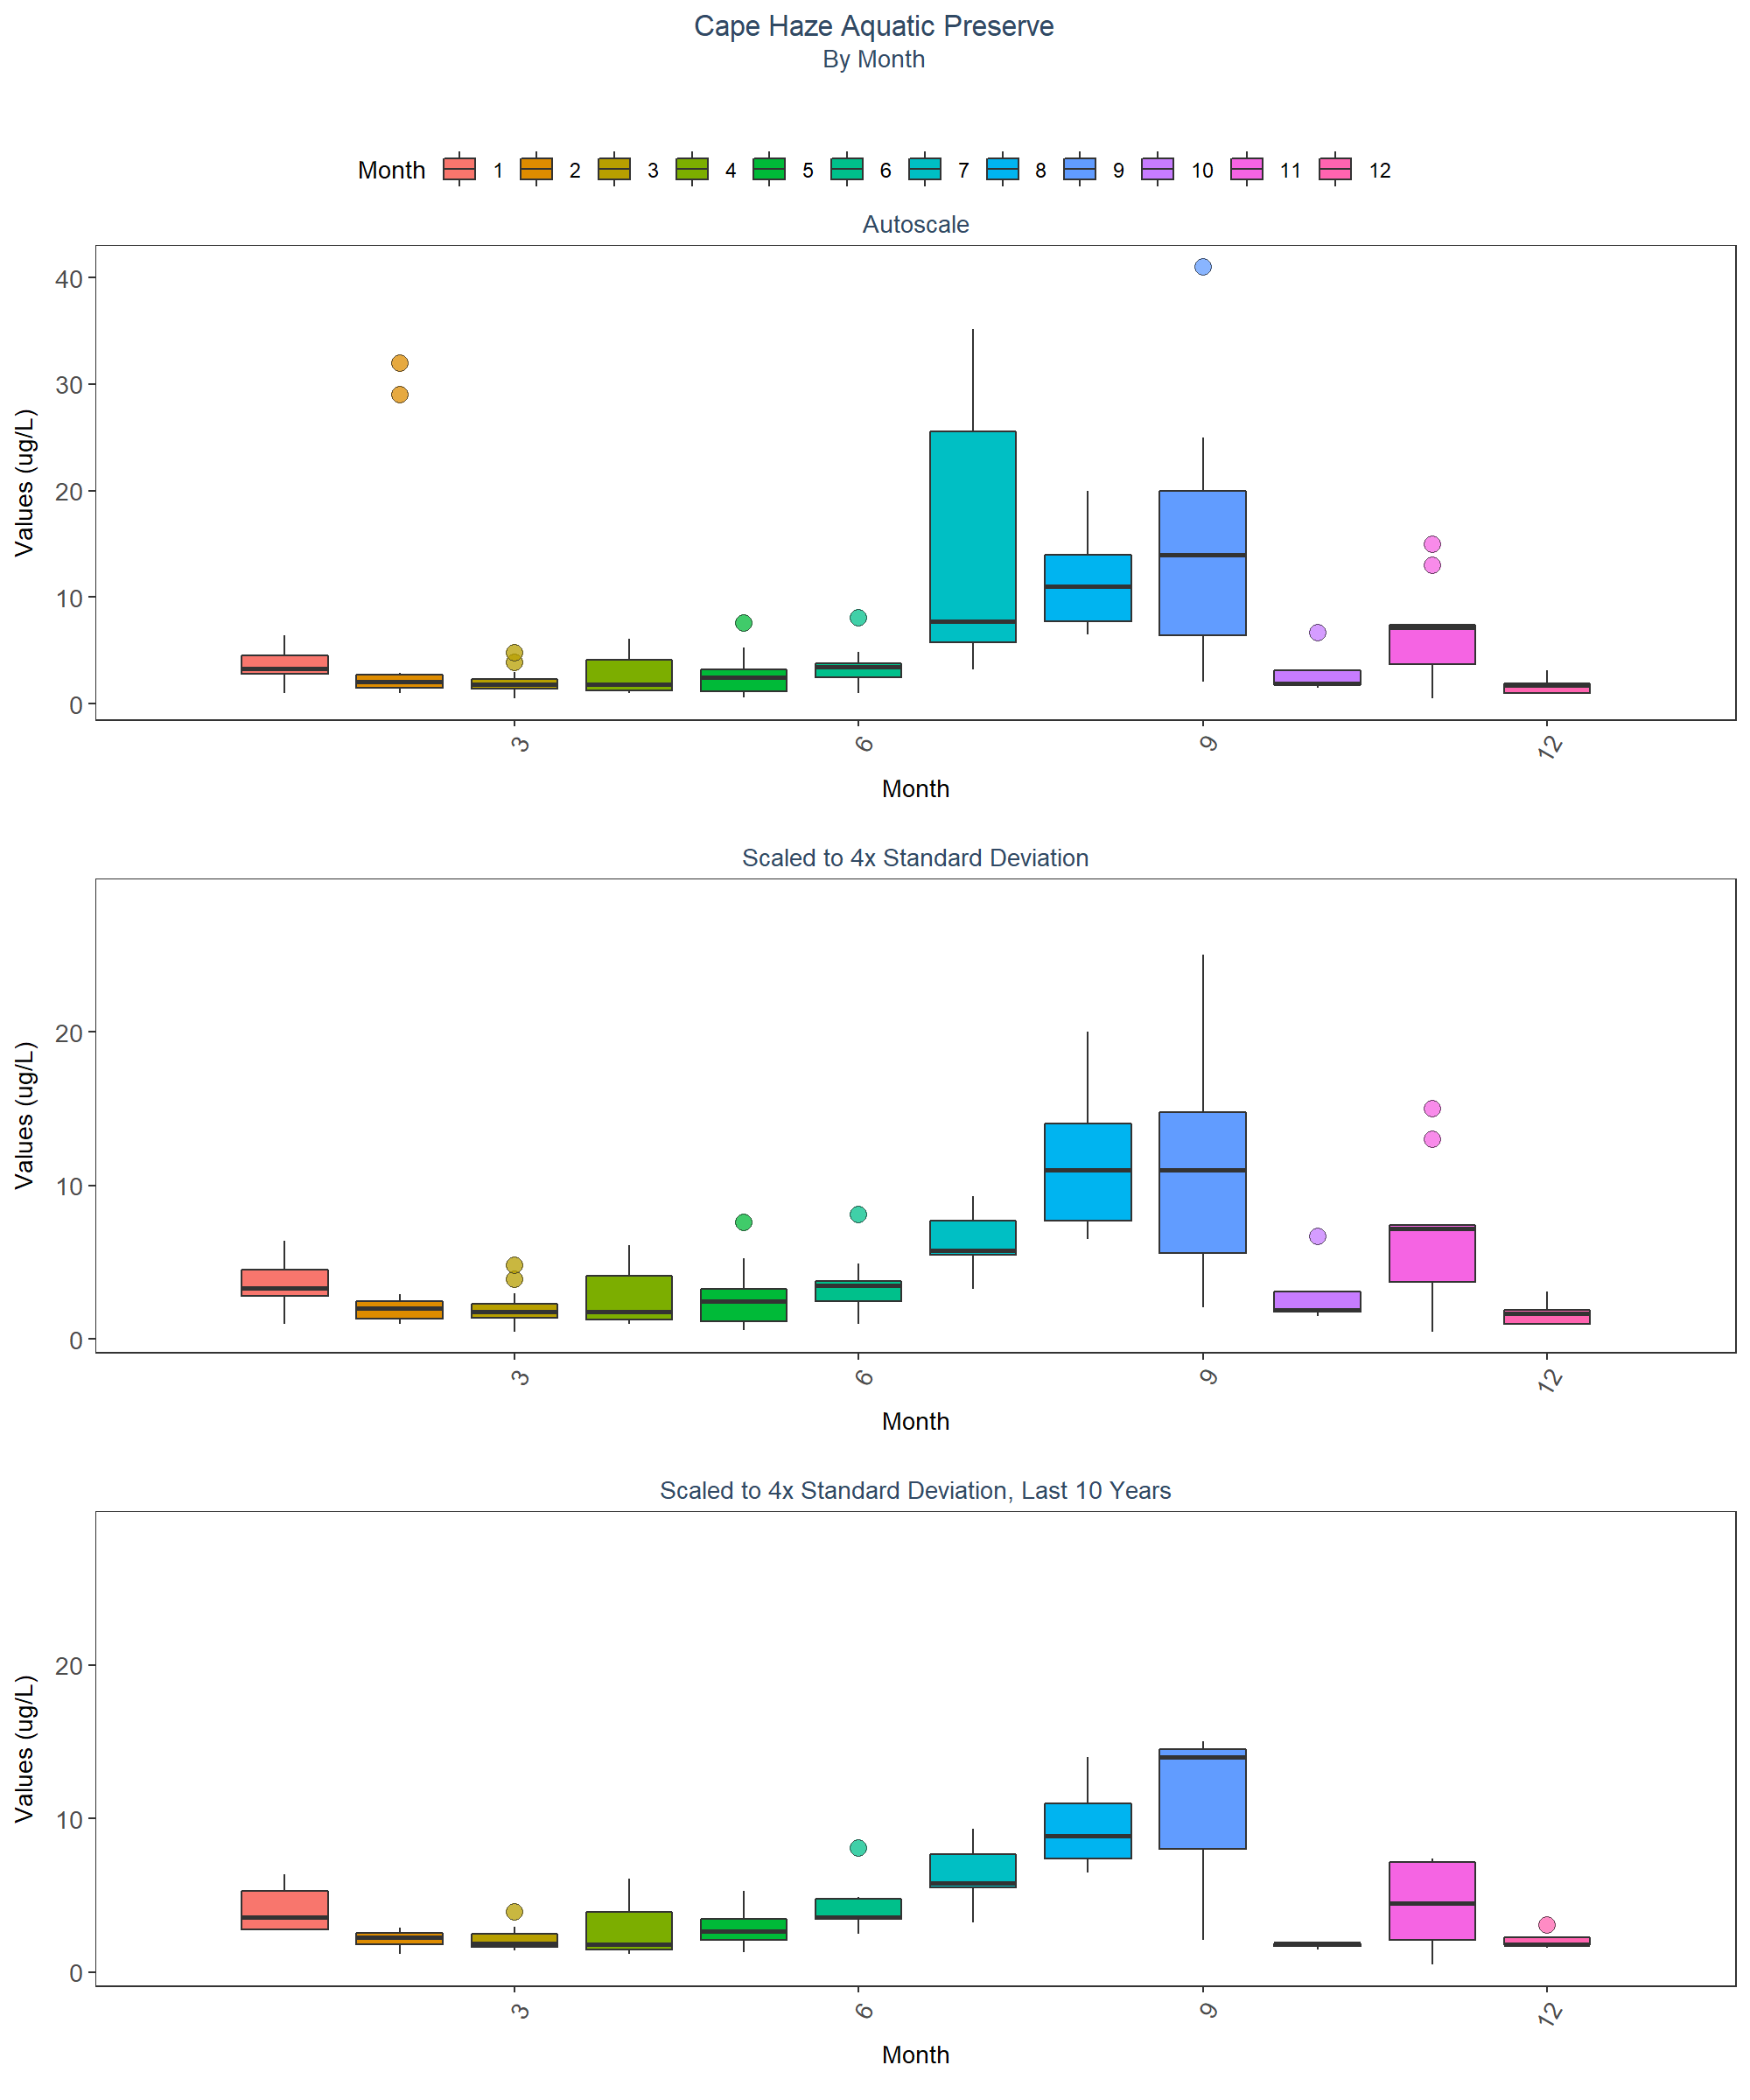 Cape Haze Aquatic Preserve
By Month
Month 1 2 3 4 5 6 7 8 9 10 11 12
Autoscale
Values (ug/L)
40
30
20
10
0
3 6 9 12
Month
Scaled to 4x Standard Deviation
Values (ug/L)
20
10
0
3 6 9 12
Month
Scaled to 4x Standard Deviation, Last 10 Years
Values (ug/L)
20
10
0
3 6 9 12
Month